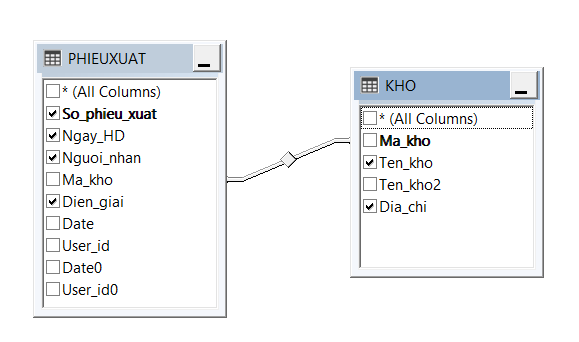 PHIEUXUAT
* (All Columns)
So_phieu_xuat
Ngay_HD
Nguoi_nhan
Ma_kho
Dien_giai
Date
User_id
Date0
User_id0
KHO
* (All Columns)
Ma_kho
Ten_kho
Ten_kho2
Dia_chi